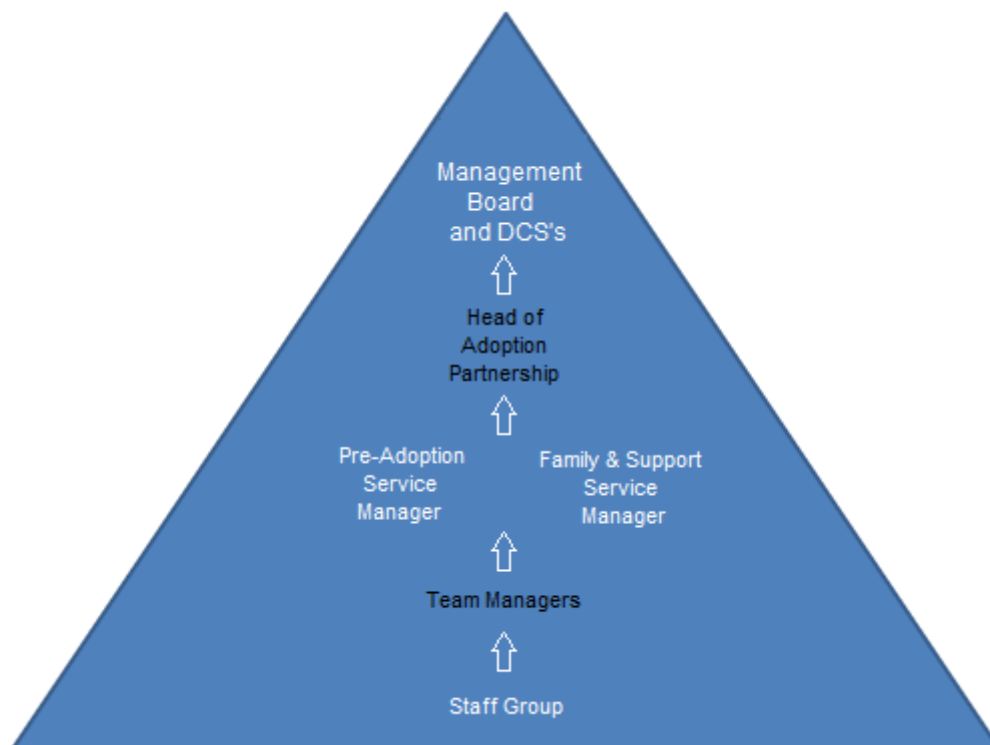 Management
Board
and DCS's
Head of
Adoption
Partnership
Pre-Adoption
Service
Manager
Family & Support
Service
Manager
Team Managers
Staff Group